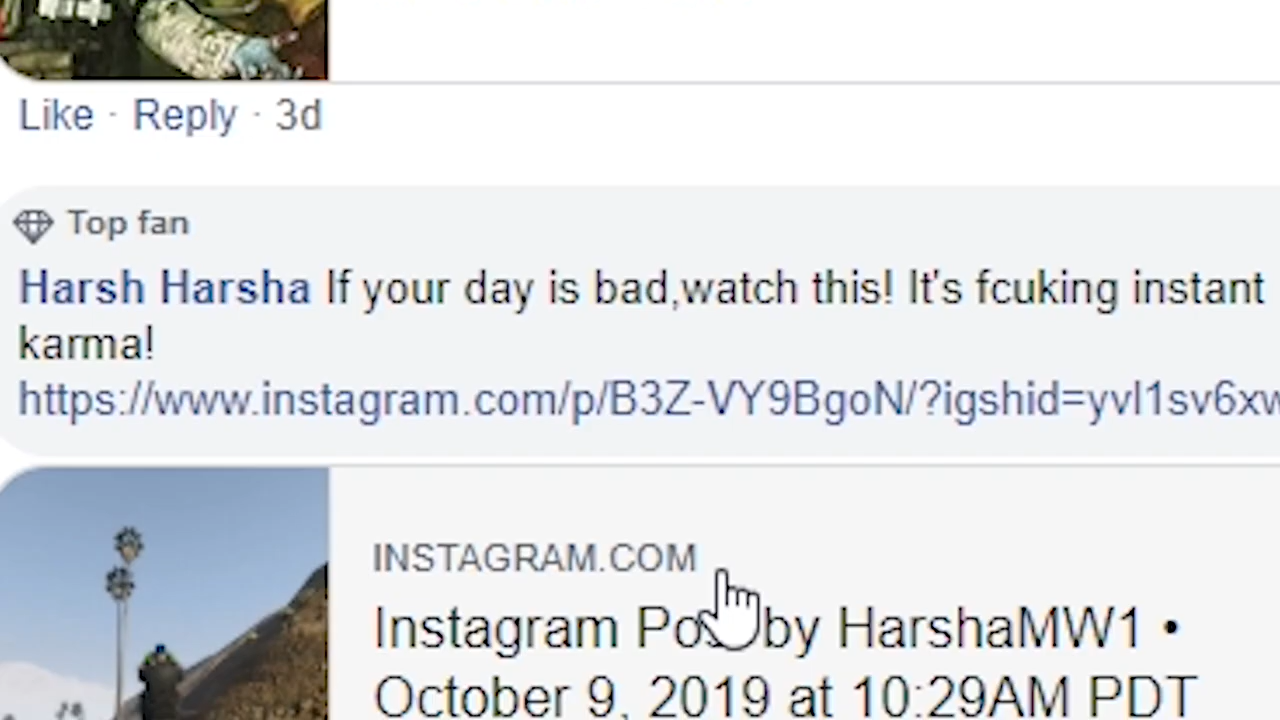 Like · Reply · 3d
Top fan
Harsh Harsha If your day is bad,watch this! It's fcuking instant
karma!
https://www.instagram.com/p/B3Z-VY9BgoN/?igshid=yvl1sv6xw
INSTAGRAM.COM
Instagram by HarshaMW1 •
October 9, 2019 at 10:29AM PDT